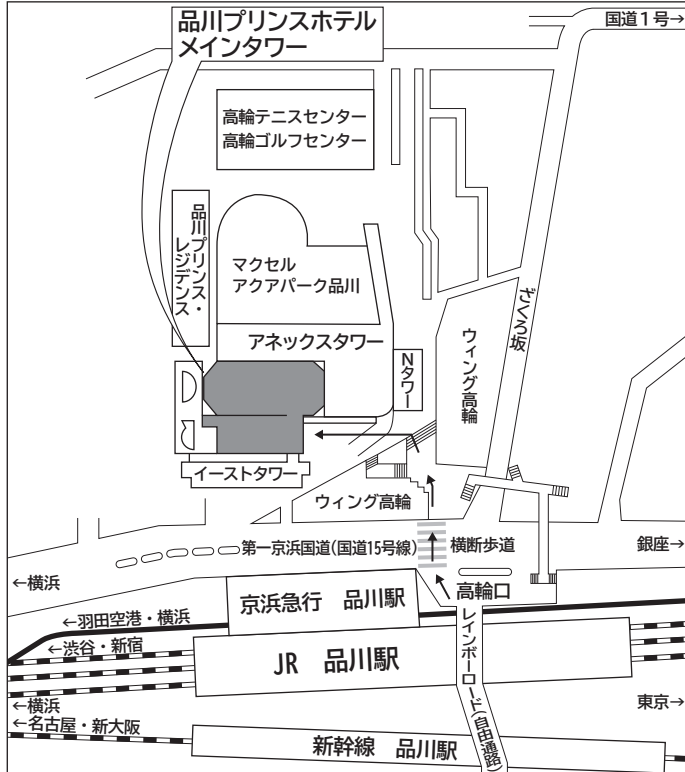 品川プリンスホテル
メインタワー
国道1号→
高輪テニスセンター
高輪ゴルフセンター
品川プリンス・
レジデンス
マクセル
アクアパーク品川
ざくろ坂
アネックスタワー
ウィング高輪
Nタワー
イーストタワー
ウィング高輪
第一京浜国道(国道15号線)
横断歩道
銀座→
←横浜
高輪口
京浜急行 品川駅
←羽田空港・横浜
←渋谷・新宿
JR 品川駅
レインボーロード(自由通路)
←横浜
東京→
←名古屋・新大阪
新幹線 品川駅